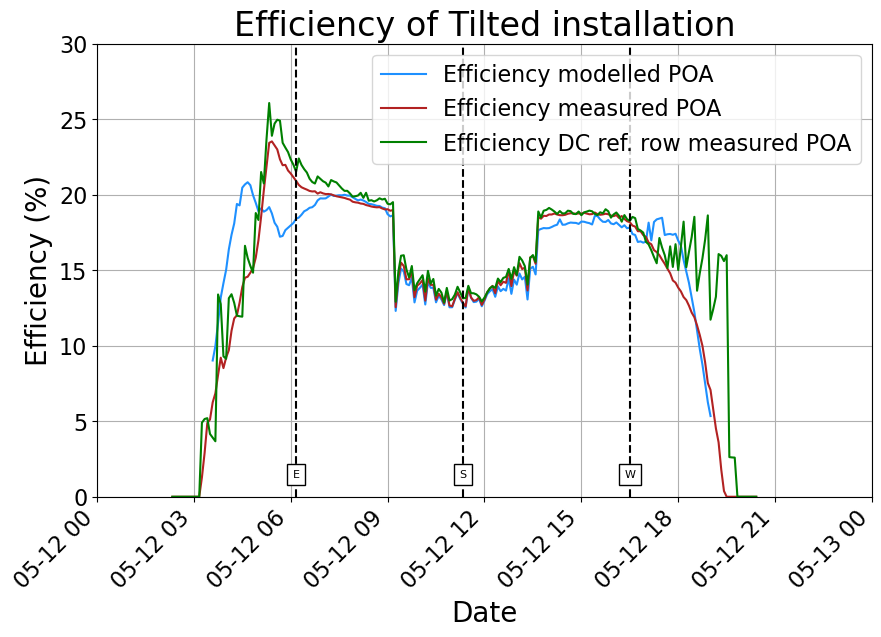 Efficiency of Tilted installation
Efficiency modelled POA
Efficiency measured POA
Efficiency DC ref. row measured POA
Efficiency (%)
30
25
20
15
10
5
0
E
S
W
05-12 00
05-12 03
05-12 06
05-12 09
05-12 12
05-12 15
05-12 18
05-12 21
05-13 00
Date